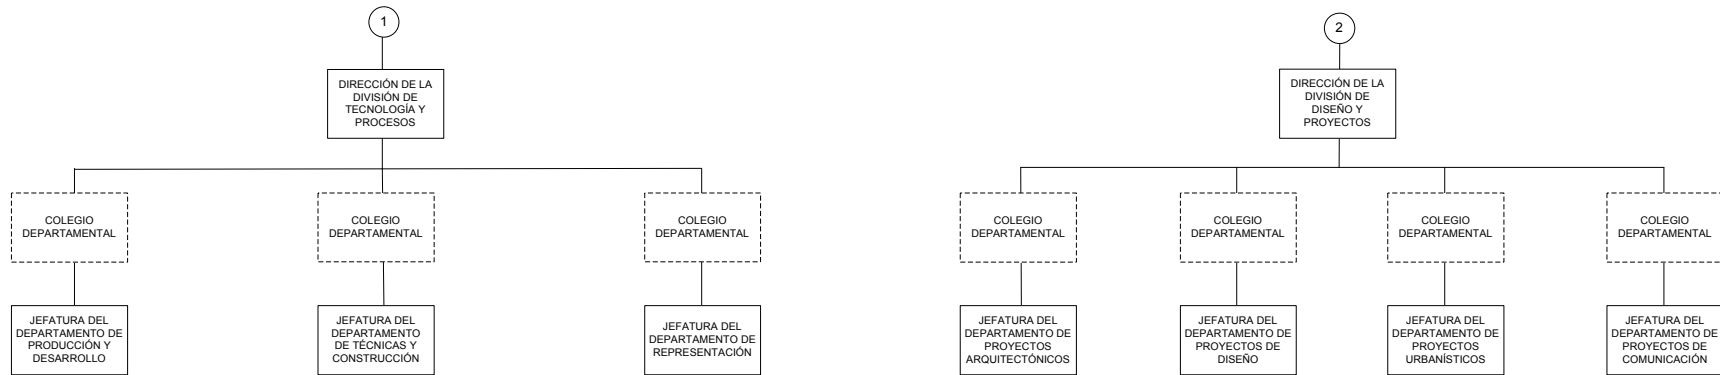 1
DIRECCIÓN DE LA
DIVISIÓN DE
TECNOLOGÍA Y
PROCESOS
COLEGIO
DEPARTAMENTAL
COLEGIO
DEPARTAMENTAL
COLEGIO
DEPARTAMENTAL
JEFATURA DEL
DEPARTAMENTO DE
PRODUCCIÓN Y
DESARROLLO
JEFATURA DEL
DEPARTAMENTO
DE TÉCNICAS Y
CONSTRUCCIÓN
JEFATURA DEL
DEPARTAMENTO DE
REPRESENTACIÓN
2
DIRECCIÓN DE LA
DIVISIÓN DE
DISEÑO Y
PROYECTOS
COLEGIO
DEPARTAMENTAL
COLEGIO
DEPARTAMENTAL
COLEGIO
DEPARTAMENTAL
COLEGIO
DEPARTAMENTAL
JEFATURA DEL
DEPARTAMENTO DE
PROYECTOS
ARQUITECTÓNICOS
JEFATURA DEL
DEPARTAMENTO DE
PROYECTOS DE
DISEÑO
JEFATURA DEL
DEPARTAMENTO DE
PROYECTOS
URBANÍSTICOS
JEFATURA DEL
DEPARTAMENTO DE
PROYECTOS DE
COMUNICACIÓN